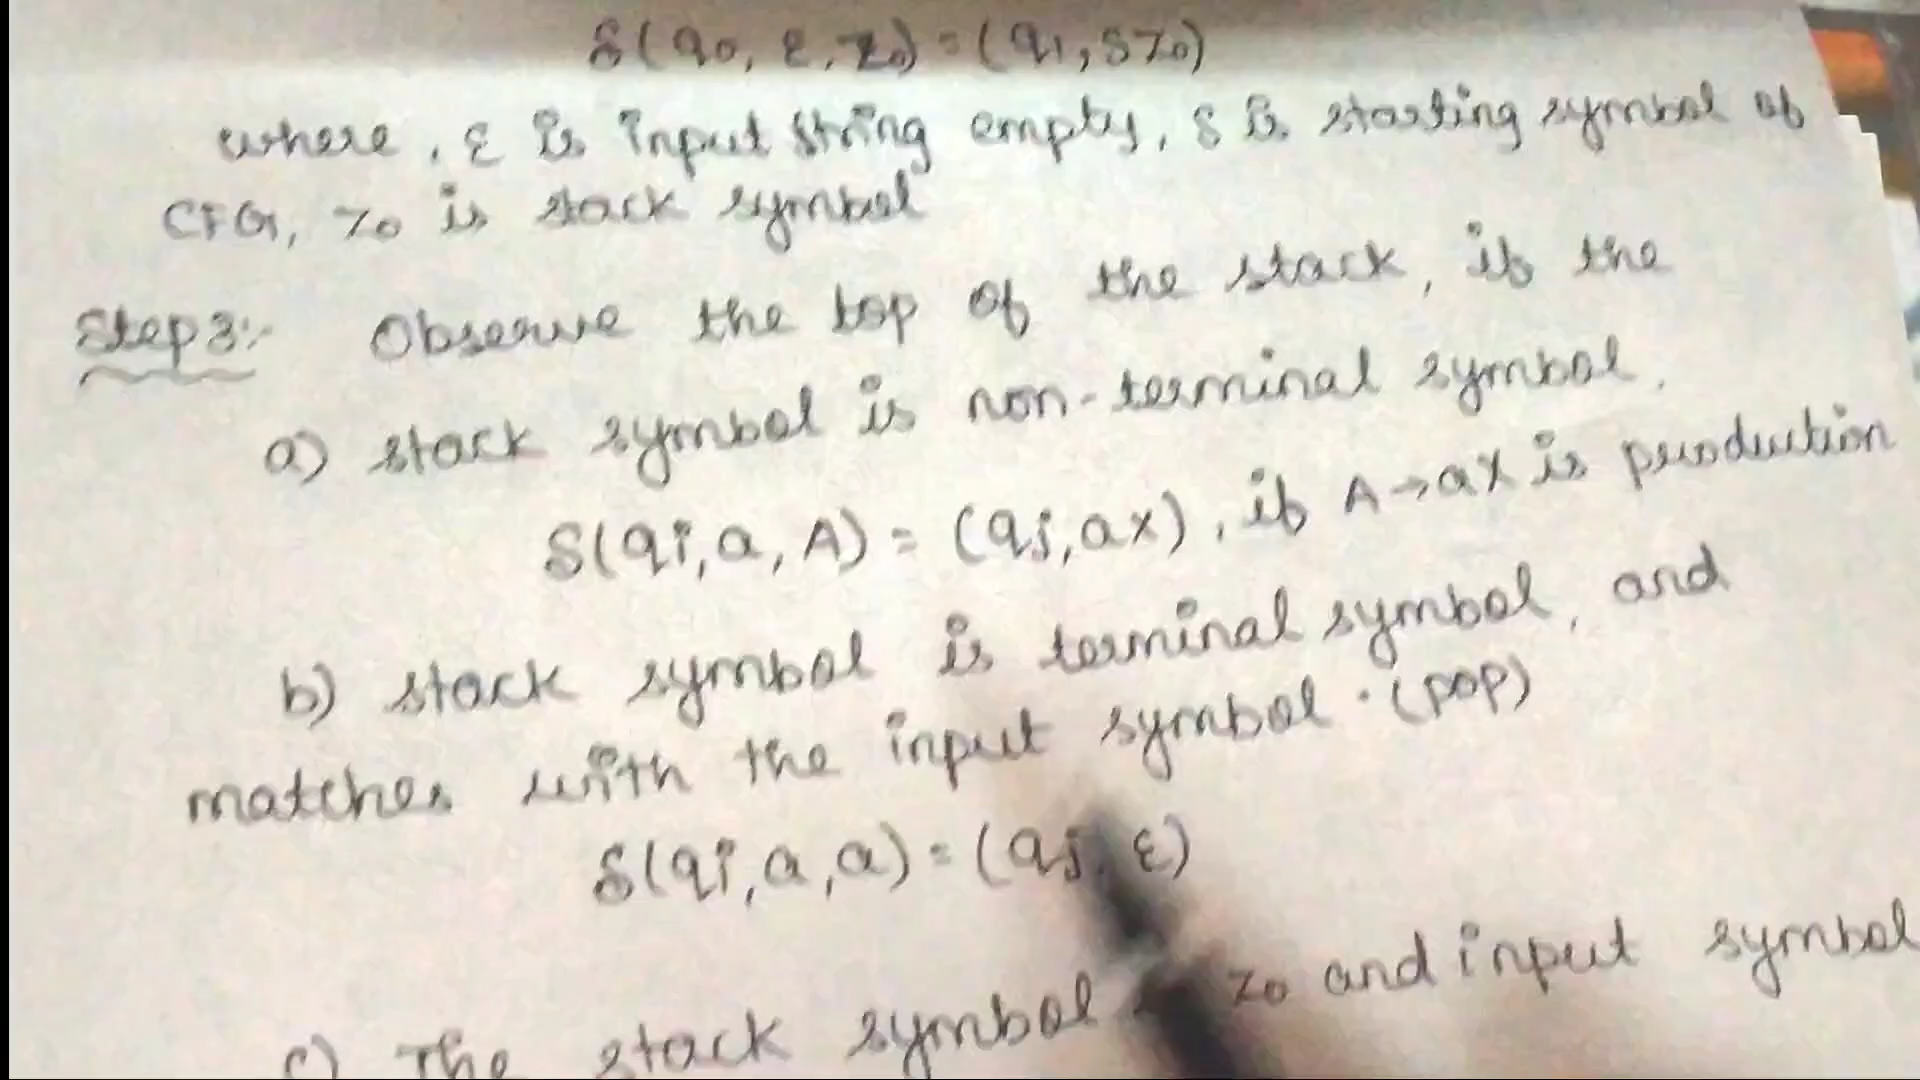 δ(q0, ε, z0) = (q1, Sz0)
where, ε is input string empty, S is starting symbol of
CFG, z0 is stack symbol
Step 3:- Observe the top of the stack, if the
a) stack symbol is non-terminal symbol.
δ(qi, a, A) = (qj, aX), if A→aX is production
b) stack symbol is terminal symbol, and
matches with the input symbol. (pop)
δ(qi, a, a) = (qj, ε)
c) The stack symbol z0 and input symbol